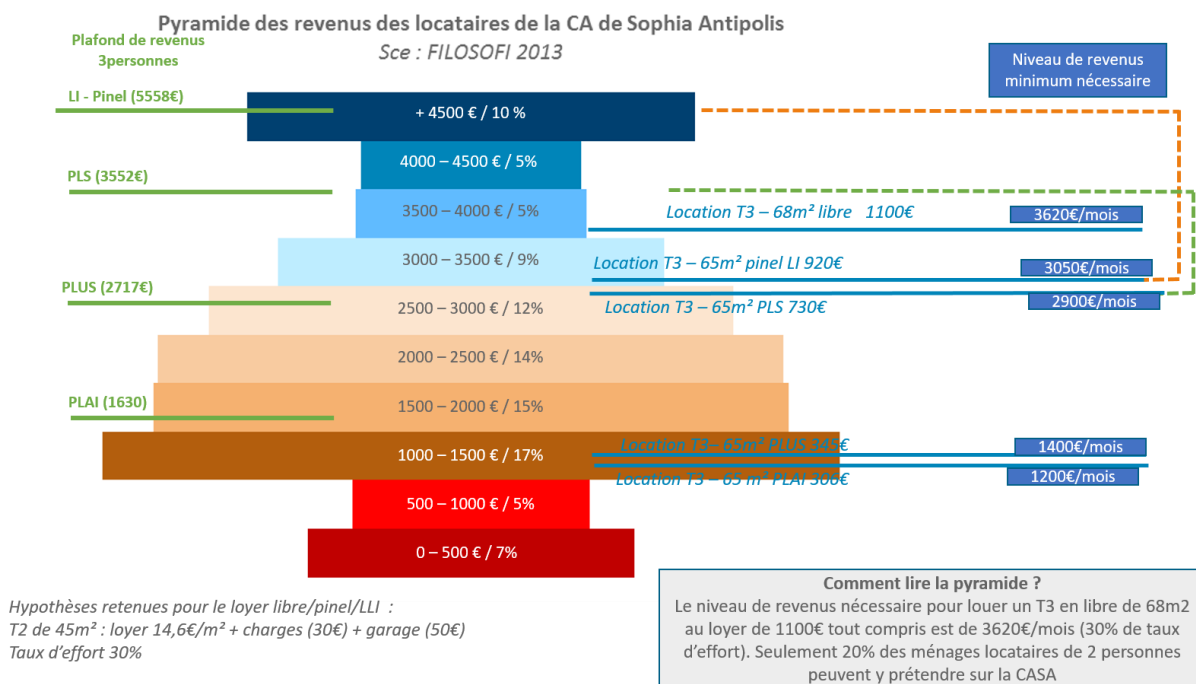 Pyramide des revenus des locataires de la CA de Sophia Antipolis
Sce : FILOSOFI 2013
Plafond de revenus
3personnes
Niveau de revenus
minimum nécessaire
LI - Pinel (5558€)
+ 4500 € / 10 %
4000 – 4500 € / 5%
PLS (3552€)
3500 – 4000 € / 5%
Location T3 – 68m² libre 1100€
3620€/mois
3000 – 3500 € / 9%
Location T3 – 65m² pinel LI 920€
3050€/mois
PLUS (2717€)
2500 – 3000 € / 12%
Location T3 – 65m² PLS 730€
2900€/mois
2000 – 2500 € / 14%
PLAI (1630)
1500 – 2000 € / 15%
Location T3– 65m² PLUS 345€
1400€/mois
1000 – 1500 € / 17%
Location T3 – 65 m² PLAI 306€
1200€/mois
500 – 1000 € / 5%
0 – 500 € / 7%
Hypothèses retenues pour le loyer libre/pinel/LLI :
T2 de 45m² : loyer 14,6€/m² + charges (30€) + garage (50€)
Taux d'effort 30%
Comment lire la pyramide ?
Le niveau de revenus nécessaire pour louer un T3 en libre de 68m2
au loyer de 1100€ tout compris est de 3620€/mois (30% de taux
d'effort). Seulement 20% des ménages locataires de 2 personnes
peuvent y prétendre sur la CASA